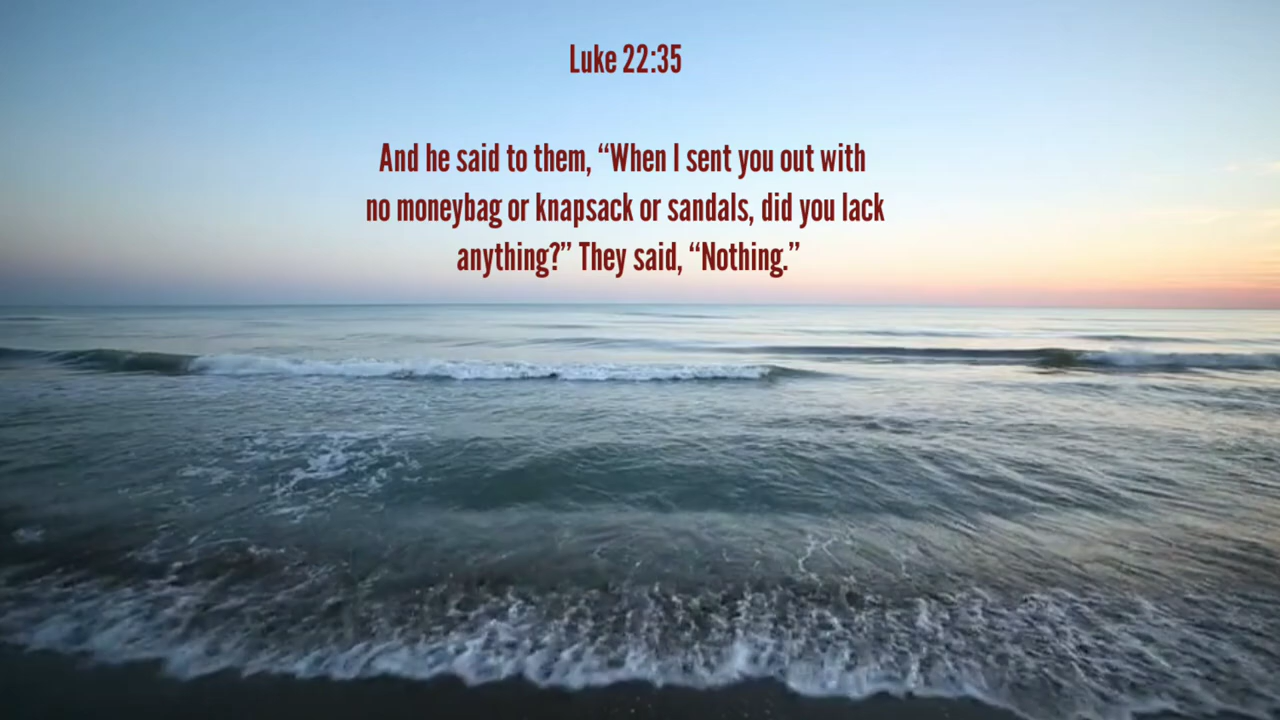 Luke 22:35
And he said to them, “When I sent you out with
no moneybag or knapsack or sandals, did you lack
anything?” They said, “Nothing.”